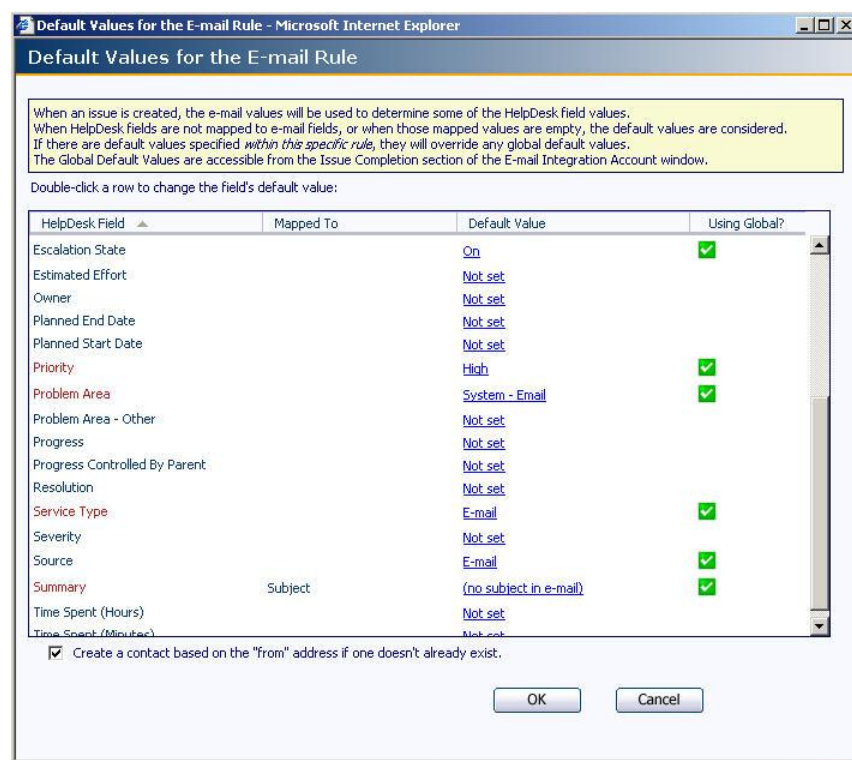 Default Values for the E-mail Rule - Microsoft Internet Explorer
Default Values for the E-mail Rule
When an issue is created, the e-mail values will be used to determine some of the HelpDesk field values.
When HelpDesk fields are not mapped to e-mail fields, or when those mapped values are empty, the default values are considered.
If there are default values specified within this specific rule, they will override any global default values.
The Global Default Values are accessible from the Issue Completion section of the E-mail Integration Account window.
Double-click a row to change the field's default value:
HelpDesk Field Mapped To Default Value Using Global?
Escalation State On
Estimated Effort Not set
Owner Not set
Planned End Date Not set
Planned Start Date Not set
Priority High
Problem Area System - Email
Problem Area - Other Not set
Progress Not set
Progress Controlled By Parent Not set
Resolution Not set
Service Type E-mail
Severity Not set
Source E-mail
Summary Subject (no subject in e-mail)
Time Spent (Hours) Not set
Time Spent (Minutes) Not set
Create a contact based on the "from" address if one doesn't already exist.
OK Cancel